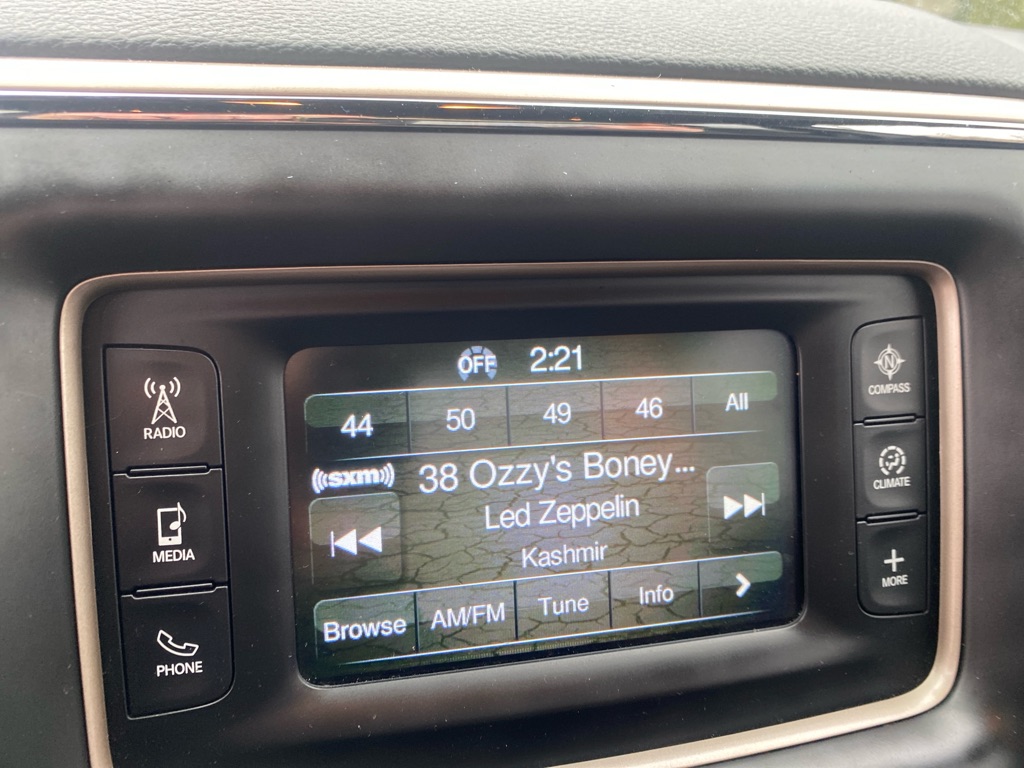 OFF 2:21
44 50 49 46 All
sxm 38 Ozzy's Boney...
Led Zeppelin
Kashmir
Browse AM/FM Tune Info
RADIO
MEDIA
PHONE
N
COMPASS
CLIMATE
MORE